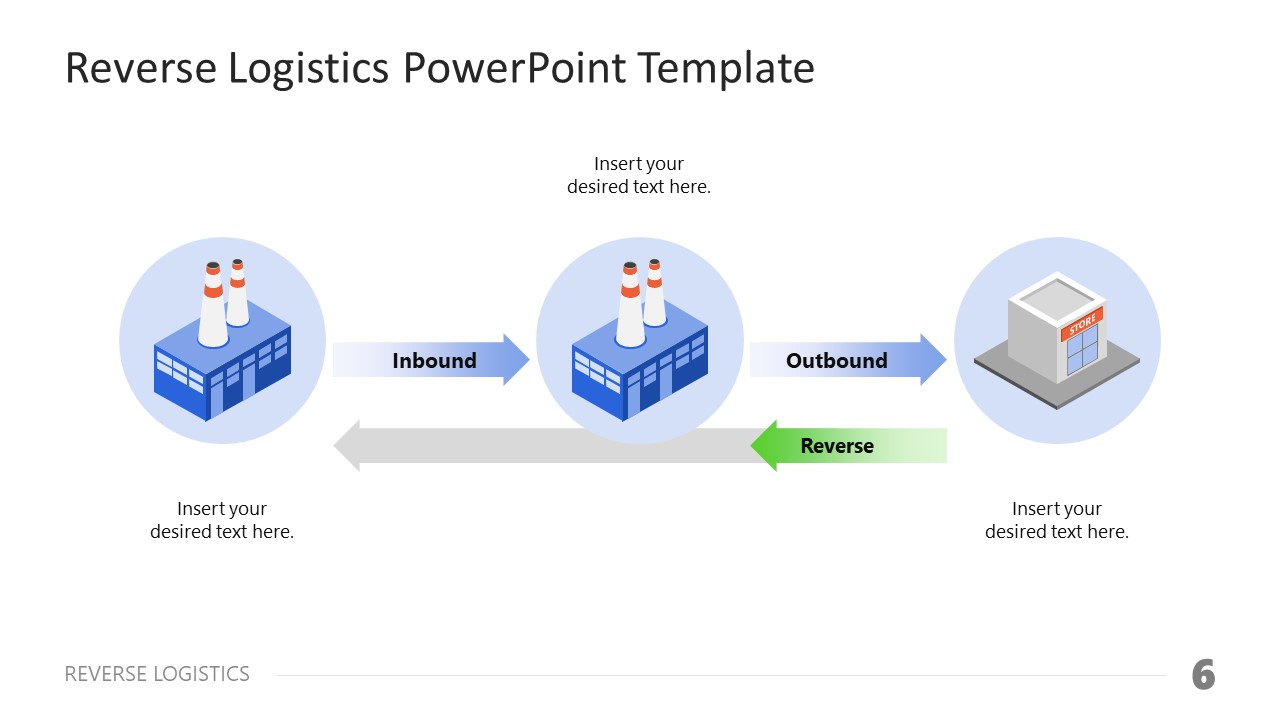 Reverse Logistics PowerPoint Template
Insert your
desired text here.
Inbound
Outbound
STORE
Reverse
Insert your
desired text here.
Insert your
desired text here.
REVERSE LOGISTICS
6